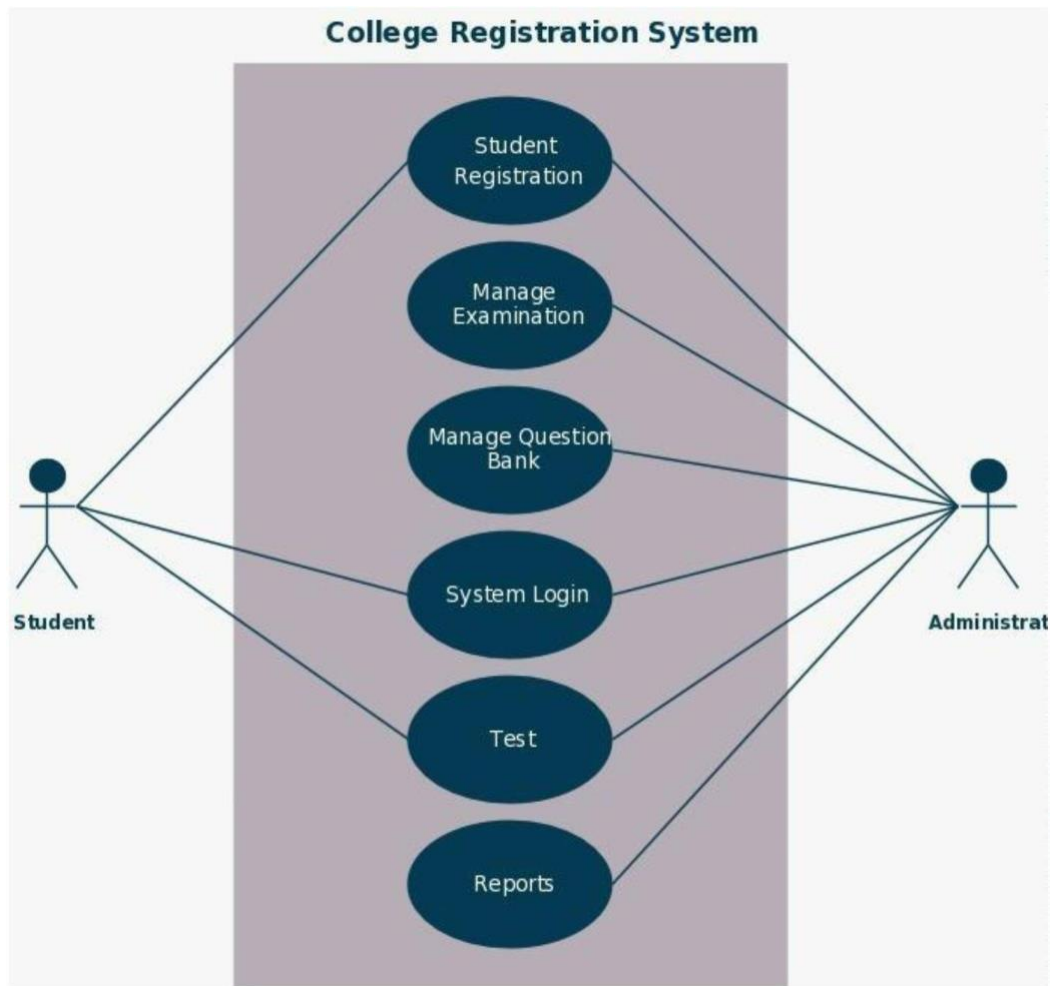 College Registration System
Student
Registration
Manage
Examination
Manage Question
Bank
System Login
Student
Administrat
Test
Reports